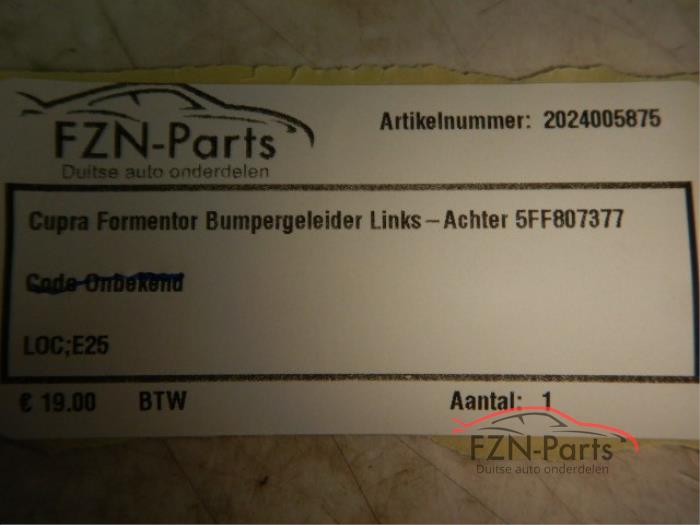 FZN-Parts
Duitse auto onderdelen
Artikelnummer: 2024005875
Cupra Formentor Bumpergeleider Links-Achter 5FF807377
Code Onbekend
LOC;E25
€ 19.00 BTW Aantal: 1
FZN-Parts
Duitse auto onderdelen